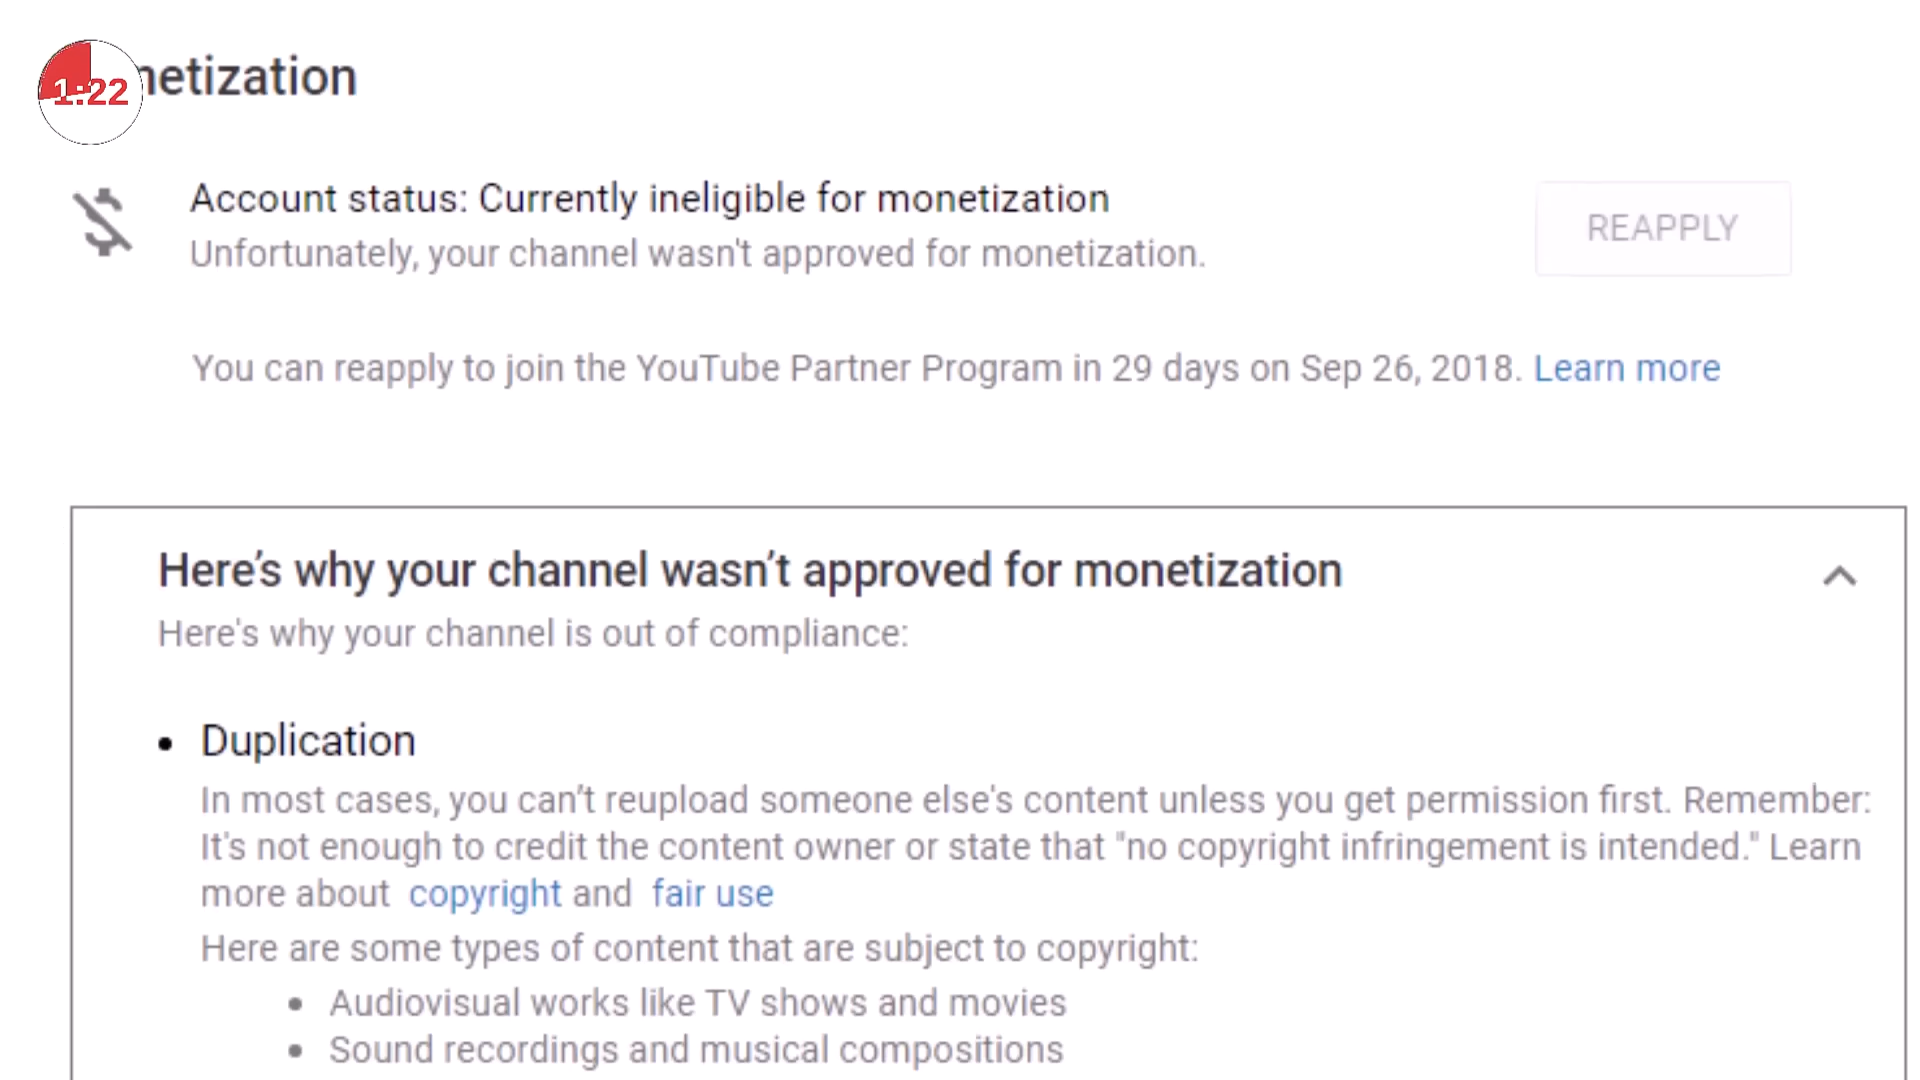 netization
1:22
Account status: Currently ineligible for monetization
Unfortunately, your channel wasn't approved for monetization.
REAPPLY
You can reapply to join the YouTube Partner Program in 29 days on Sep 26, 2018. Learn more
Here’s why your channel wasn’t approved for monetization
Here's why your channel is out of compliance:
• Duplication
In most cases, you can’t reupload someone else's content unless you get permission first. Remember:
It's not enough to credit the content owner or state that "no copyright infringement is intended." Learn
more about copyright and fair use
Here are some types of content that are subject to copyright:
• Audiovisual works like TV shows and movies
• Sound recordings and musical compositions